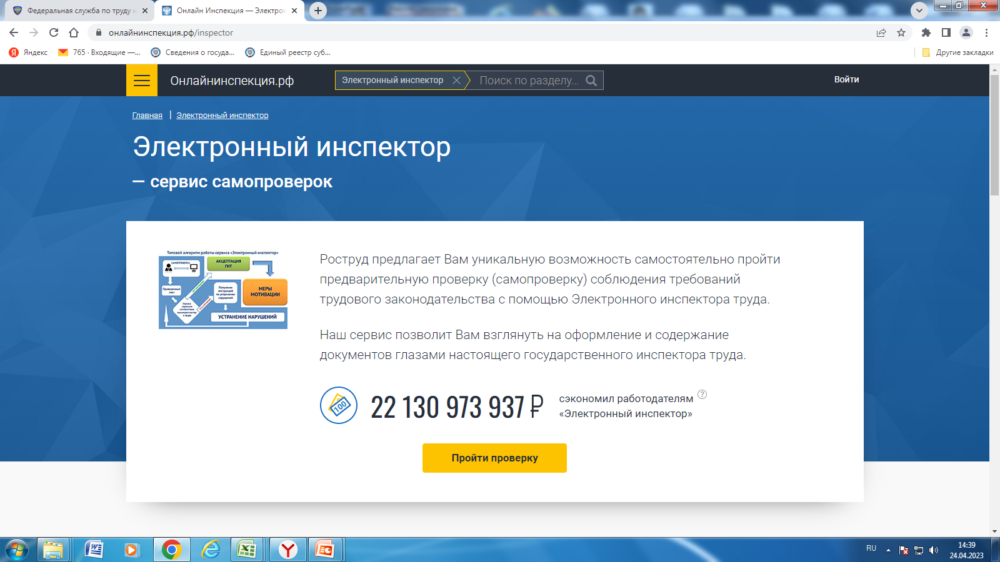 Федеральная служба по труду и
Онлайн Инспекция — Электрон
онлайнинспекция.рф/inspector
Яндекс
765 · Входящие —...
Сведения о госуда...
Единый реестр суб...
Другие закладки
Онлайнинспекция.рф
Электронный инспектор
Поиск по разделу...
Войти
Главная
Электронный инспектор
Электронный инспектор
— сервис самопроверок
Типовой алгоритм работы сервиса «Электронный инспектор»
САМОПРОВЕРКА
АКЦЕПТАЦИЯ
ГИТ
Проверочный
лист
Получение
инструкций
по устранению
нарушений
МЕРЫ
МОТИВАЦИИ
УСТРАНЕНИЕ НАРУШЕНИЙ
Роструд предлагает Вам уникальную возможность самостоятельно пройти
предварительную проверку (самопроверку) соблюдения требований
трудового законодательства с помощью Электронного инспектора труда.
Наш сервис позволит Вам взглянуть на оформление и содержание
документов глазами настоящего государственного инспектора труда.
100
22 130 973 937 ₽
сэкономил работодателям ?
«Электронный инспектор»
Пройти проверку
RU
14:39
24.04.2023